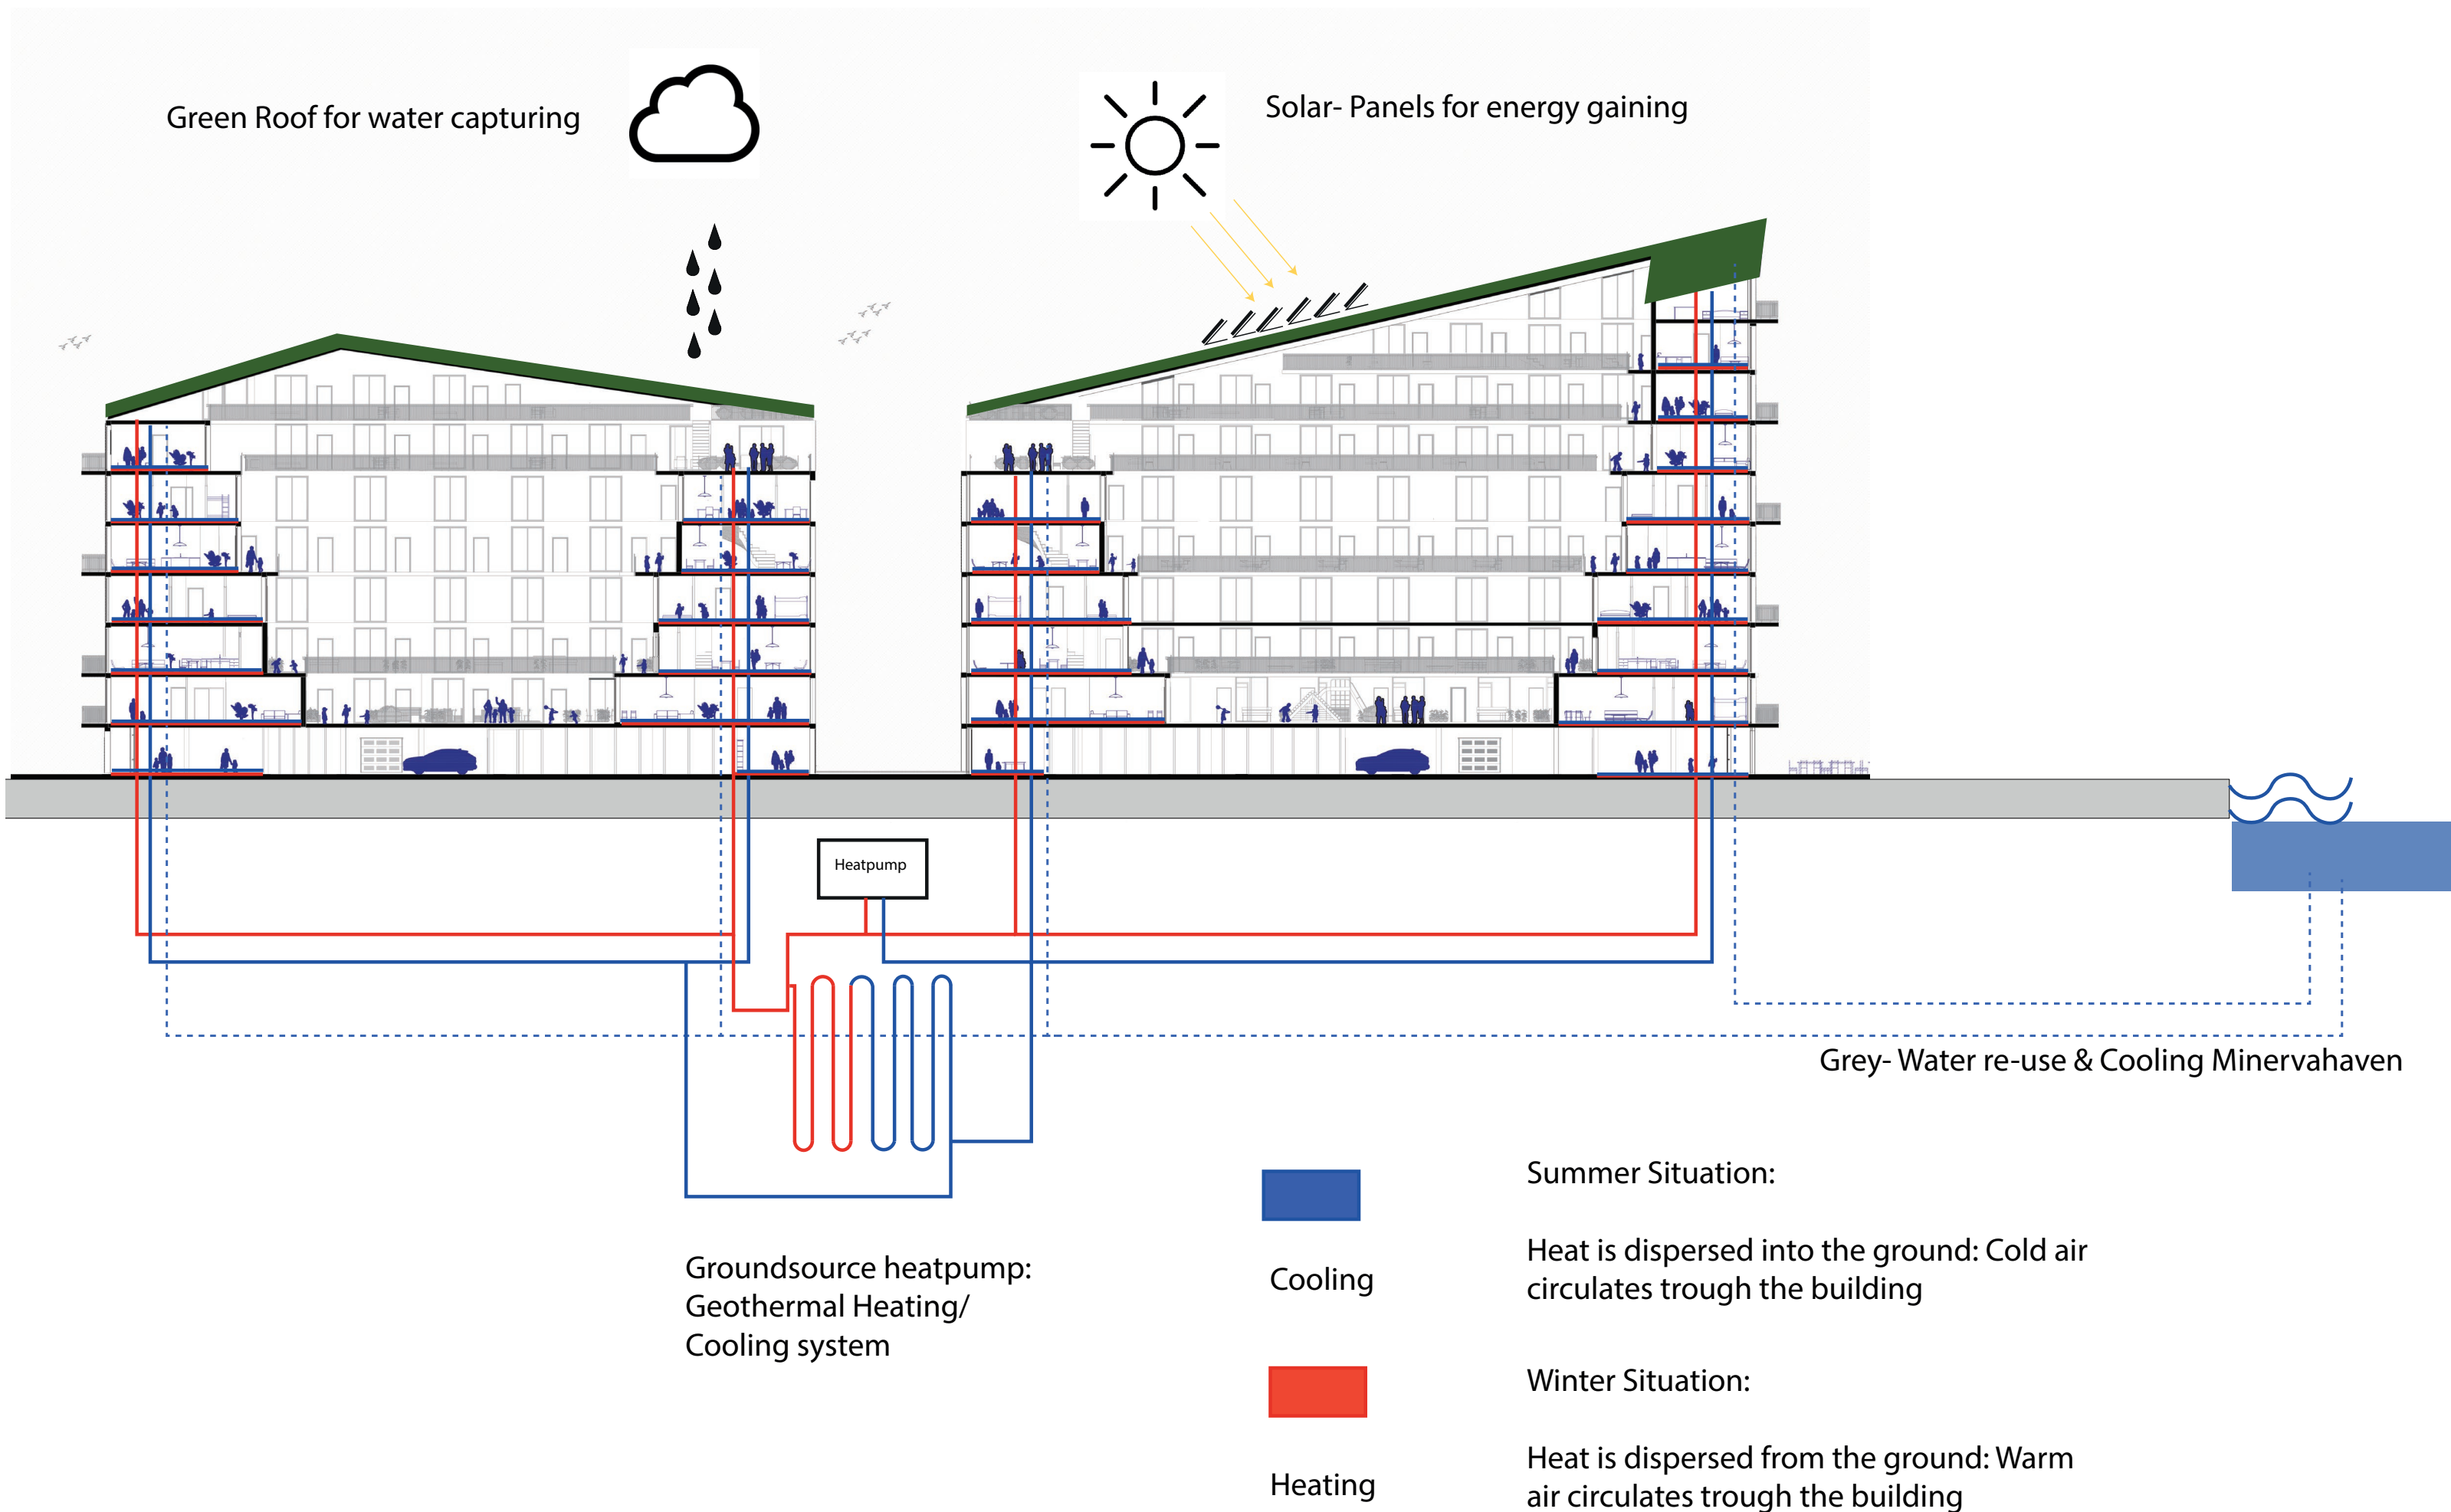 Green Roof for water capturing
Solar- Panels for energy gaining
Heatpump
Grey- Water re-use & Cooling Minervahaven
Groundsource heatpump:
Geothermal Heating/
Cooling system
Cooling
Summer Situation:
Heat is dispersed into the ground: Cold air
circulates trough the building
Heating
Winter Situation:
Heat is dispersed from the ground: Warm
air circulates trough the building